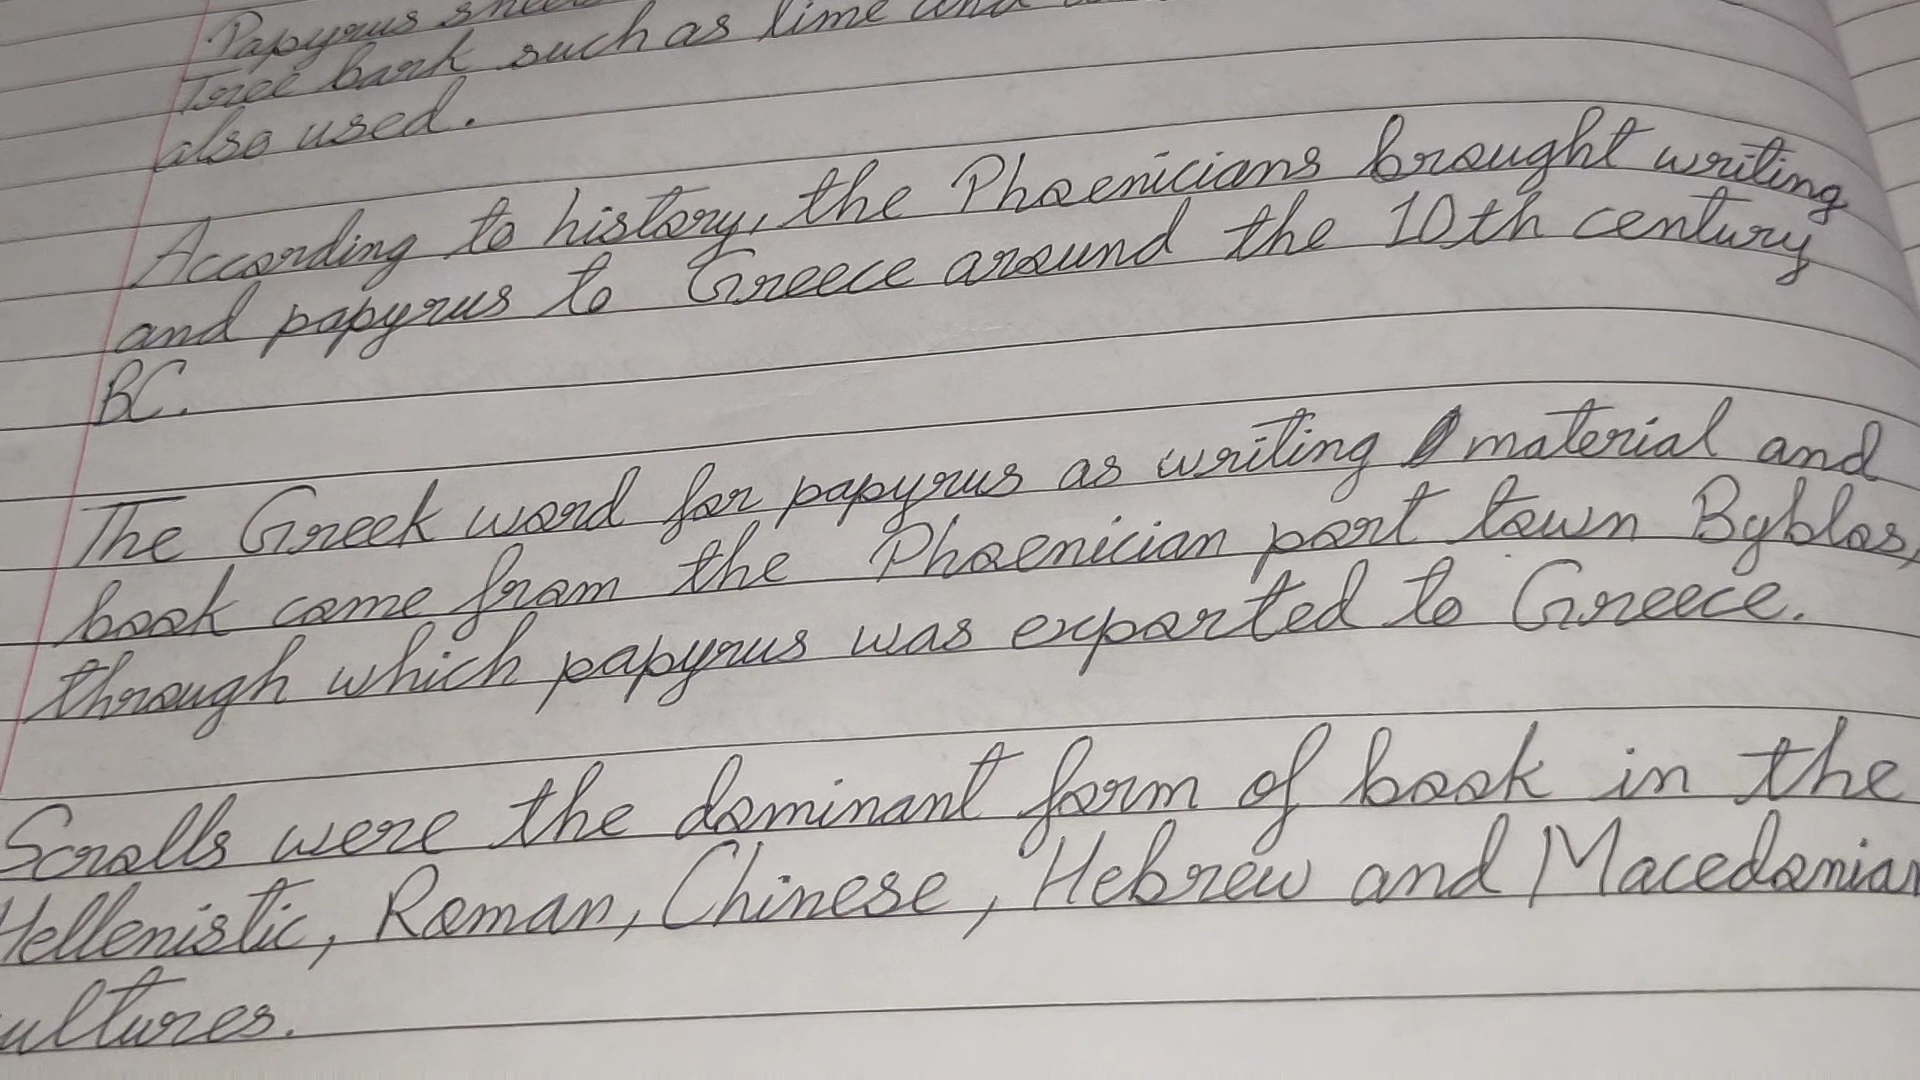 Papyrus
Tree bark such as lime and
also used.
According to history, the Phoenicians brought writing
and papyrus to Greece around the 10th century
BC.
The Greek word for papyrus as writing material and
book come from the Phoenician port town Byblos,
through which papyrus was exported to Greece.
Scrolls were the dominant form of book in the
Hellenistic, Roman, Chinese, Hebrew and Macedonian
ultures.